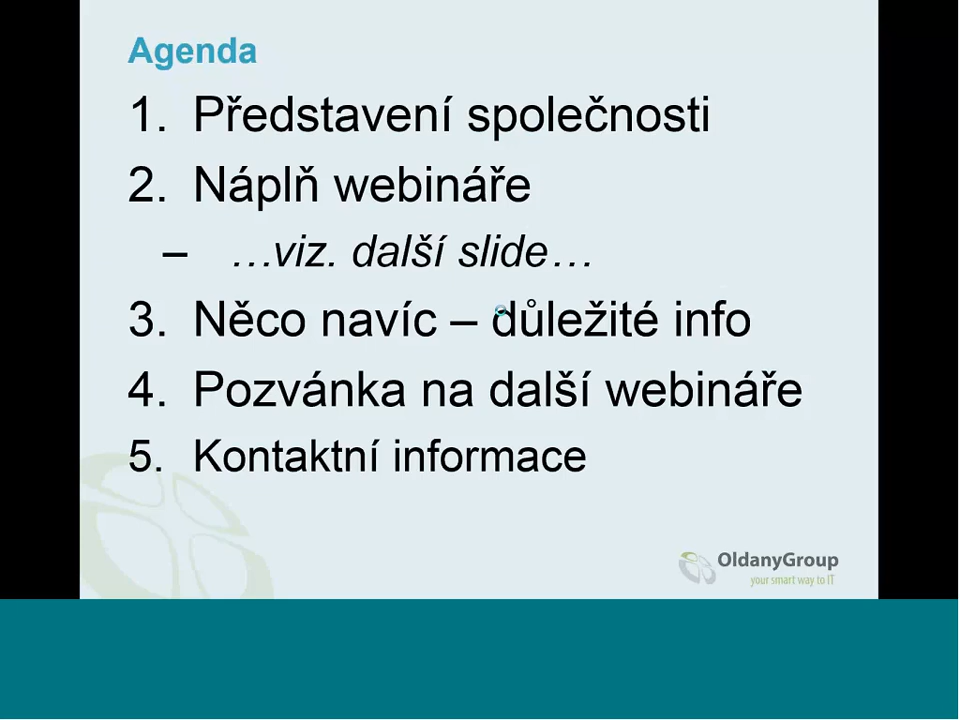 Agenda
1. Představení společnosti
2. Náplň webináře
– …viz. další slide…
3. Něco navíc – důležité info
4. Pozvánka na další webináře
5. Kontaktní informace
OldanyGroup
your smart way to IT